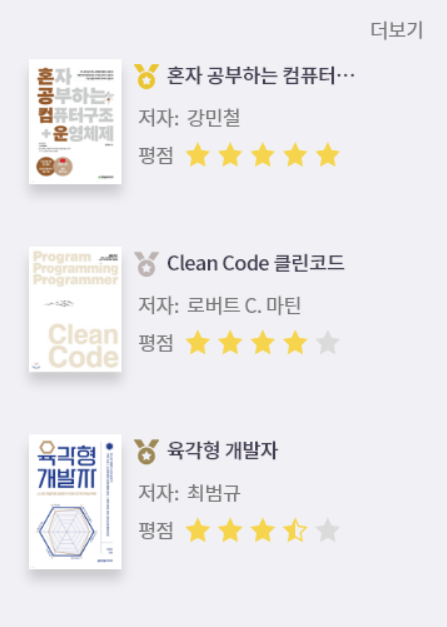 더보기
혼자
공부하는
컴퓨터구조
+운영체제
혼자 공부하는 컴퓨터…
저자: 강민철
평점
Program
Programming
Programmer
Clean
Code
Clean Code 클린코드
저자: 로버트 C. 마틴
평점
육각형
개발자
육각형 개발자
저자: 최범규
평점